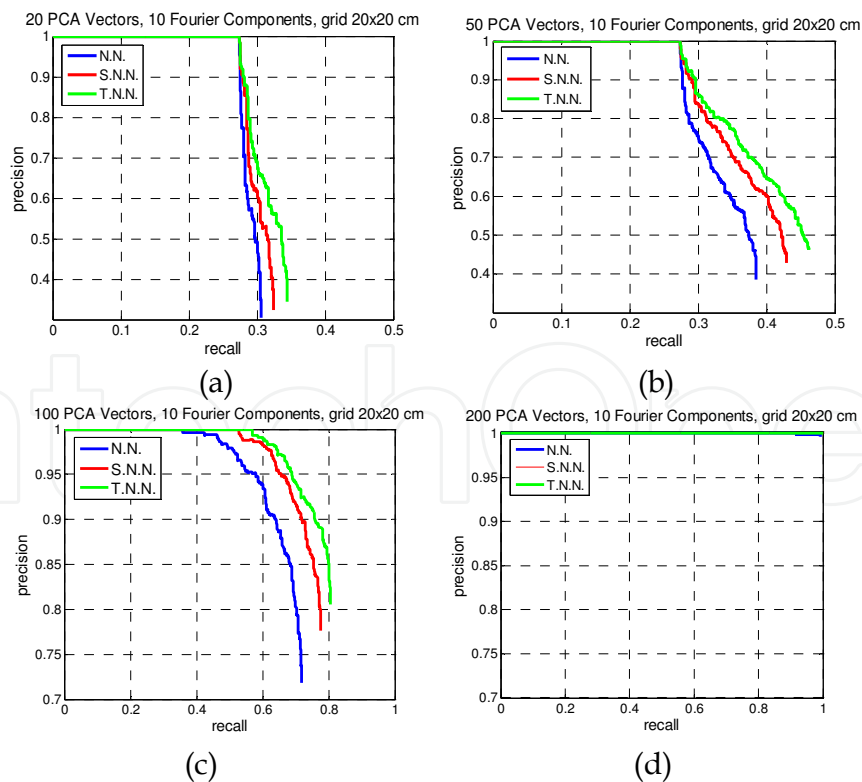 20 PCA Vectors, 10 Fourier Components, grid 20x20 cm
1
0.9
0.8
0.7
0.6
0.5
0.4
precision
N.N.
S.N.N.
T.N.N.
0
0.1
0.2
0.3
0.4
0.5
recall
(a)
50 PCA Vectors, 10 Fourier Components, grid 20x20 cm
1
0.9
0.8
0.7
0.6
0.5
0.4
precision
N.N.
S.N.N.
T.N.N.
0
0.1
0.2
0.3
0.4
0.5
recall
(b)
100 PCA Vectors, 10 Fourier Components, grid 20x20 cm
1
0.95
0.9
0.85
0.8
0.75
0.7
precision
N.N.
S.N.N.
T.N.N.
0
0.2
0.4
0.6
0.8
1
recall
(c)
200 PCA Vectors, 10 Fourier Components, grid 20x20 cm
1
0.95
0.9
0.85
0.8
0.75
0.7
precision
N.N.
S.N.N.
T.N.N.
0
0.2
0.4
0.6
0.8
1
recall
(d)